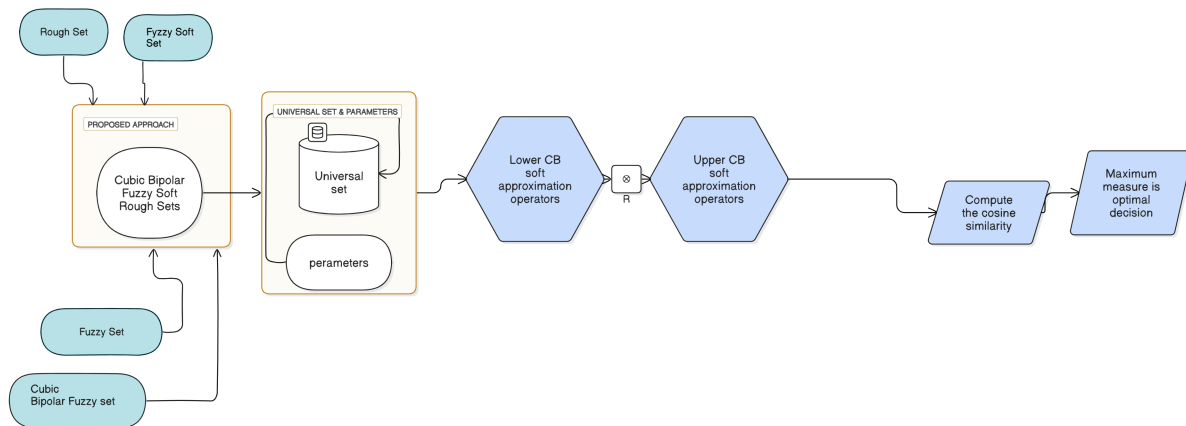 Rough Set
Fyzzy Soft
Set
PROPOSED APPROACH
Cubic Bipolar
Fuzzy Soft
Rough Sets
UNIVERSAL SET & PARAMETERS
Universal
set
perameters
Lower CB
soft
approximation
operators
⊗
R
Upper CB
soft
approximation
operators
Compute
the cosine
similarity
Maximum
measure is
optimal
decision
Fuzzy Set
Cubic
Bipolar Fuzzy set